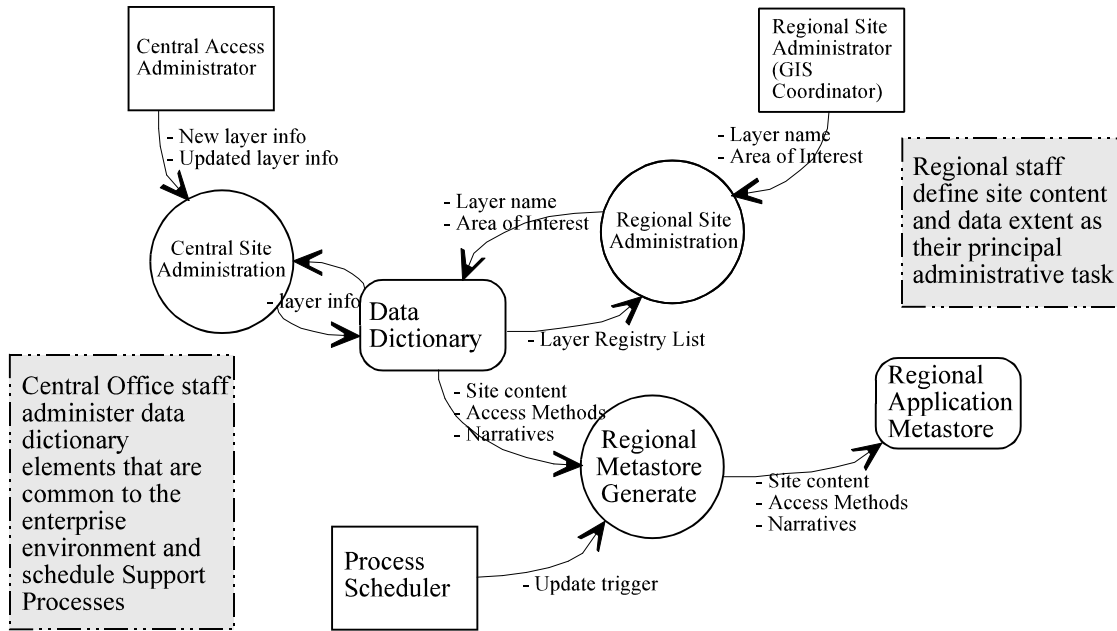 Central Access
Administrator
Regional Site
Administrator
(GIS
Coordinator)
- New layer info
- Updated layer info
- Layer name
- Area of Interest
Regional staff
define site content
and data extent as
their principal
administrative task
- Layer name
- Area of Interest
Regional Site
Administration
Central Site
Administration
- layer info
Data
Dictionary
- Layer Registry List
Central Office staff
administer data
dictionary
elements that are
common to the
enterprise
environment and
schedule Support
Processes
- Site content
- Access Methods
- Narratives
Regional
Metastore
Generate
Regional
Application
Metastore
- Site content
- Access Methods
- Narratives
Process
Scheduler
- Update trigger